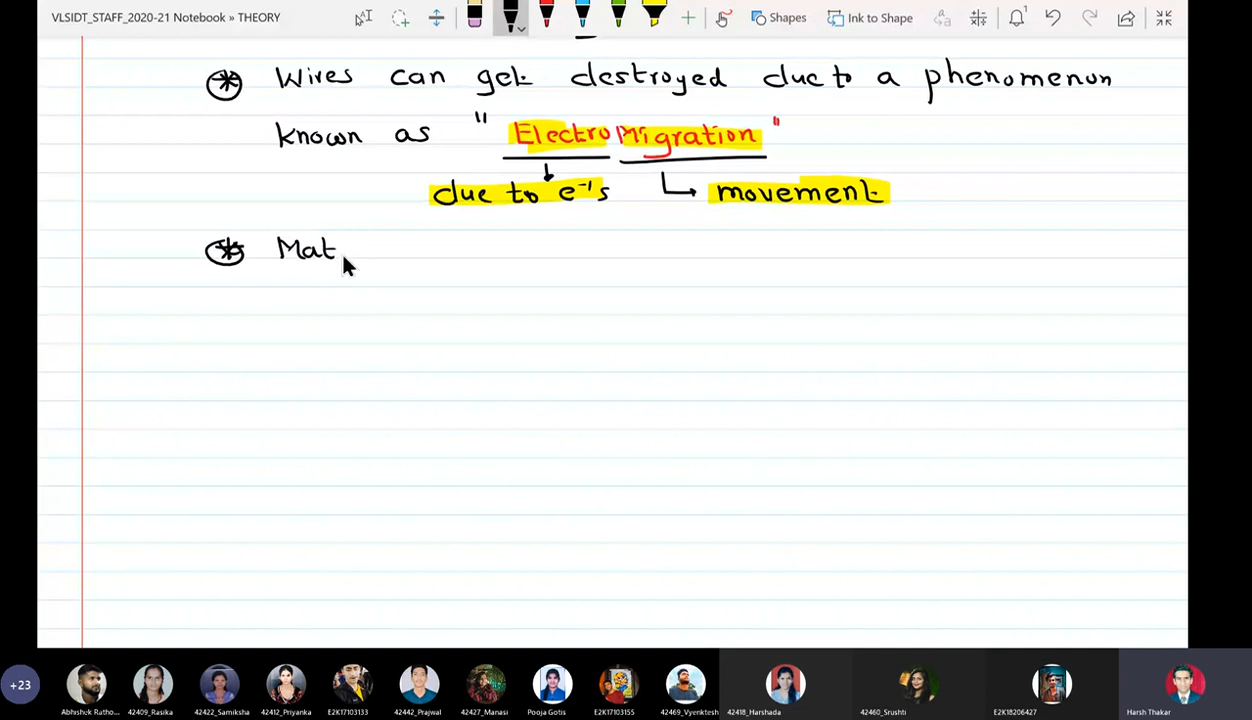 VLSIDT_STAFF_2020-21 Notebook » THEORY
Shapes
Ink to Shape
Wires can get destroyed due to a phenomenon
known as "ElectroMigration"
due to e⁻'s
movement
Mat
+23
Abhishek Ratho...
42409_Rasika
42422_Samiksha
42412_Priyanka
E2K17103133
42442_Prajwal
42427_Manasi
Pooja Gotis
E2K17103155
42469_Vyenktesh
42418_Harshada
42460_Srushti
E2K18206427
Harsh Thakar